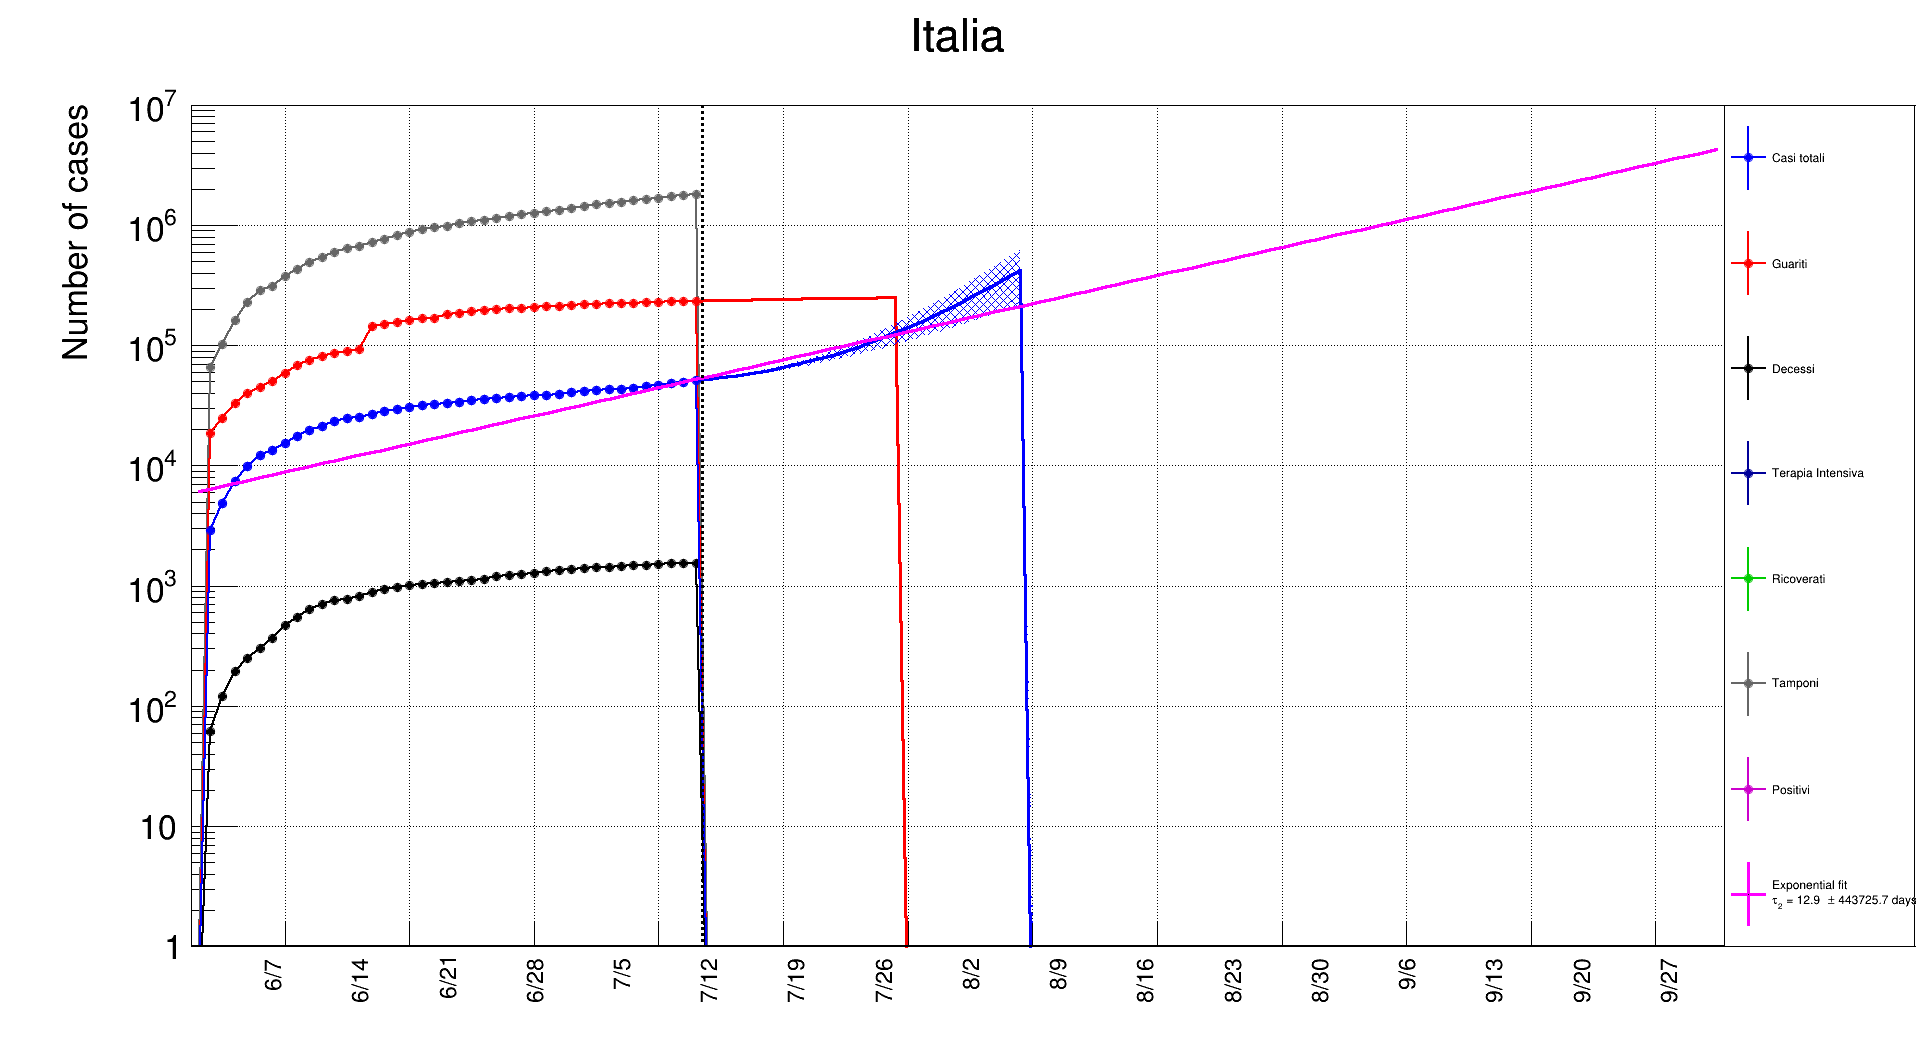 Italia
Number of cases
10^7
10^6
10^5
10^4
10^3
10^2
10
1
6/7
6/14
6/21
6/28
7/5
7/12
7/19
7/26
8/2
8/9
8/16
8/23
8/30
9/6
9/13
9/20
9/27
Casi totali
Guariti
Decessi
Terapia Intensiva
Ricoverati
Tamponi
Positivi
Exponential fit
τ_2 = 12.9 ± 443725.7 days